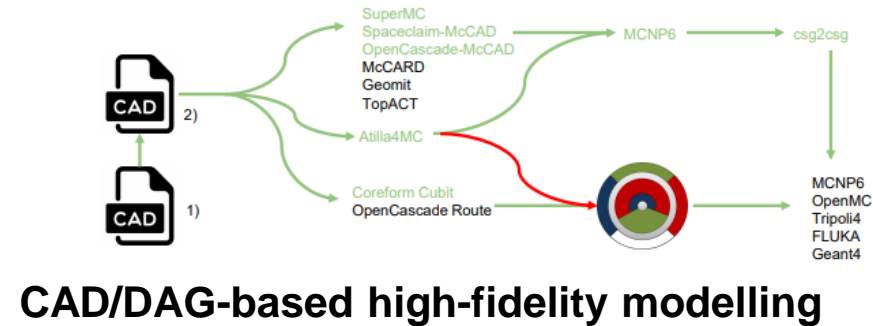 SuperMC
Spaceclaim-McCAD
OpenCascade-McCAD
McCARD
Geomit
TopACT
MCNP6
csg2csg
CAD
2)
Atilla4MC
CAD
1)
Coreform Cubit
OpenCascade Route
MCNP6
OpenMC
Tripoli4
FLUKA
Geant4
CAD/DAG-based high-fidelity modelling